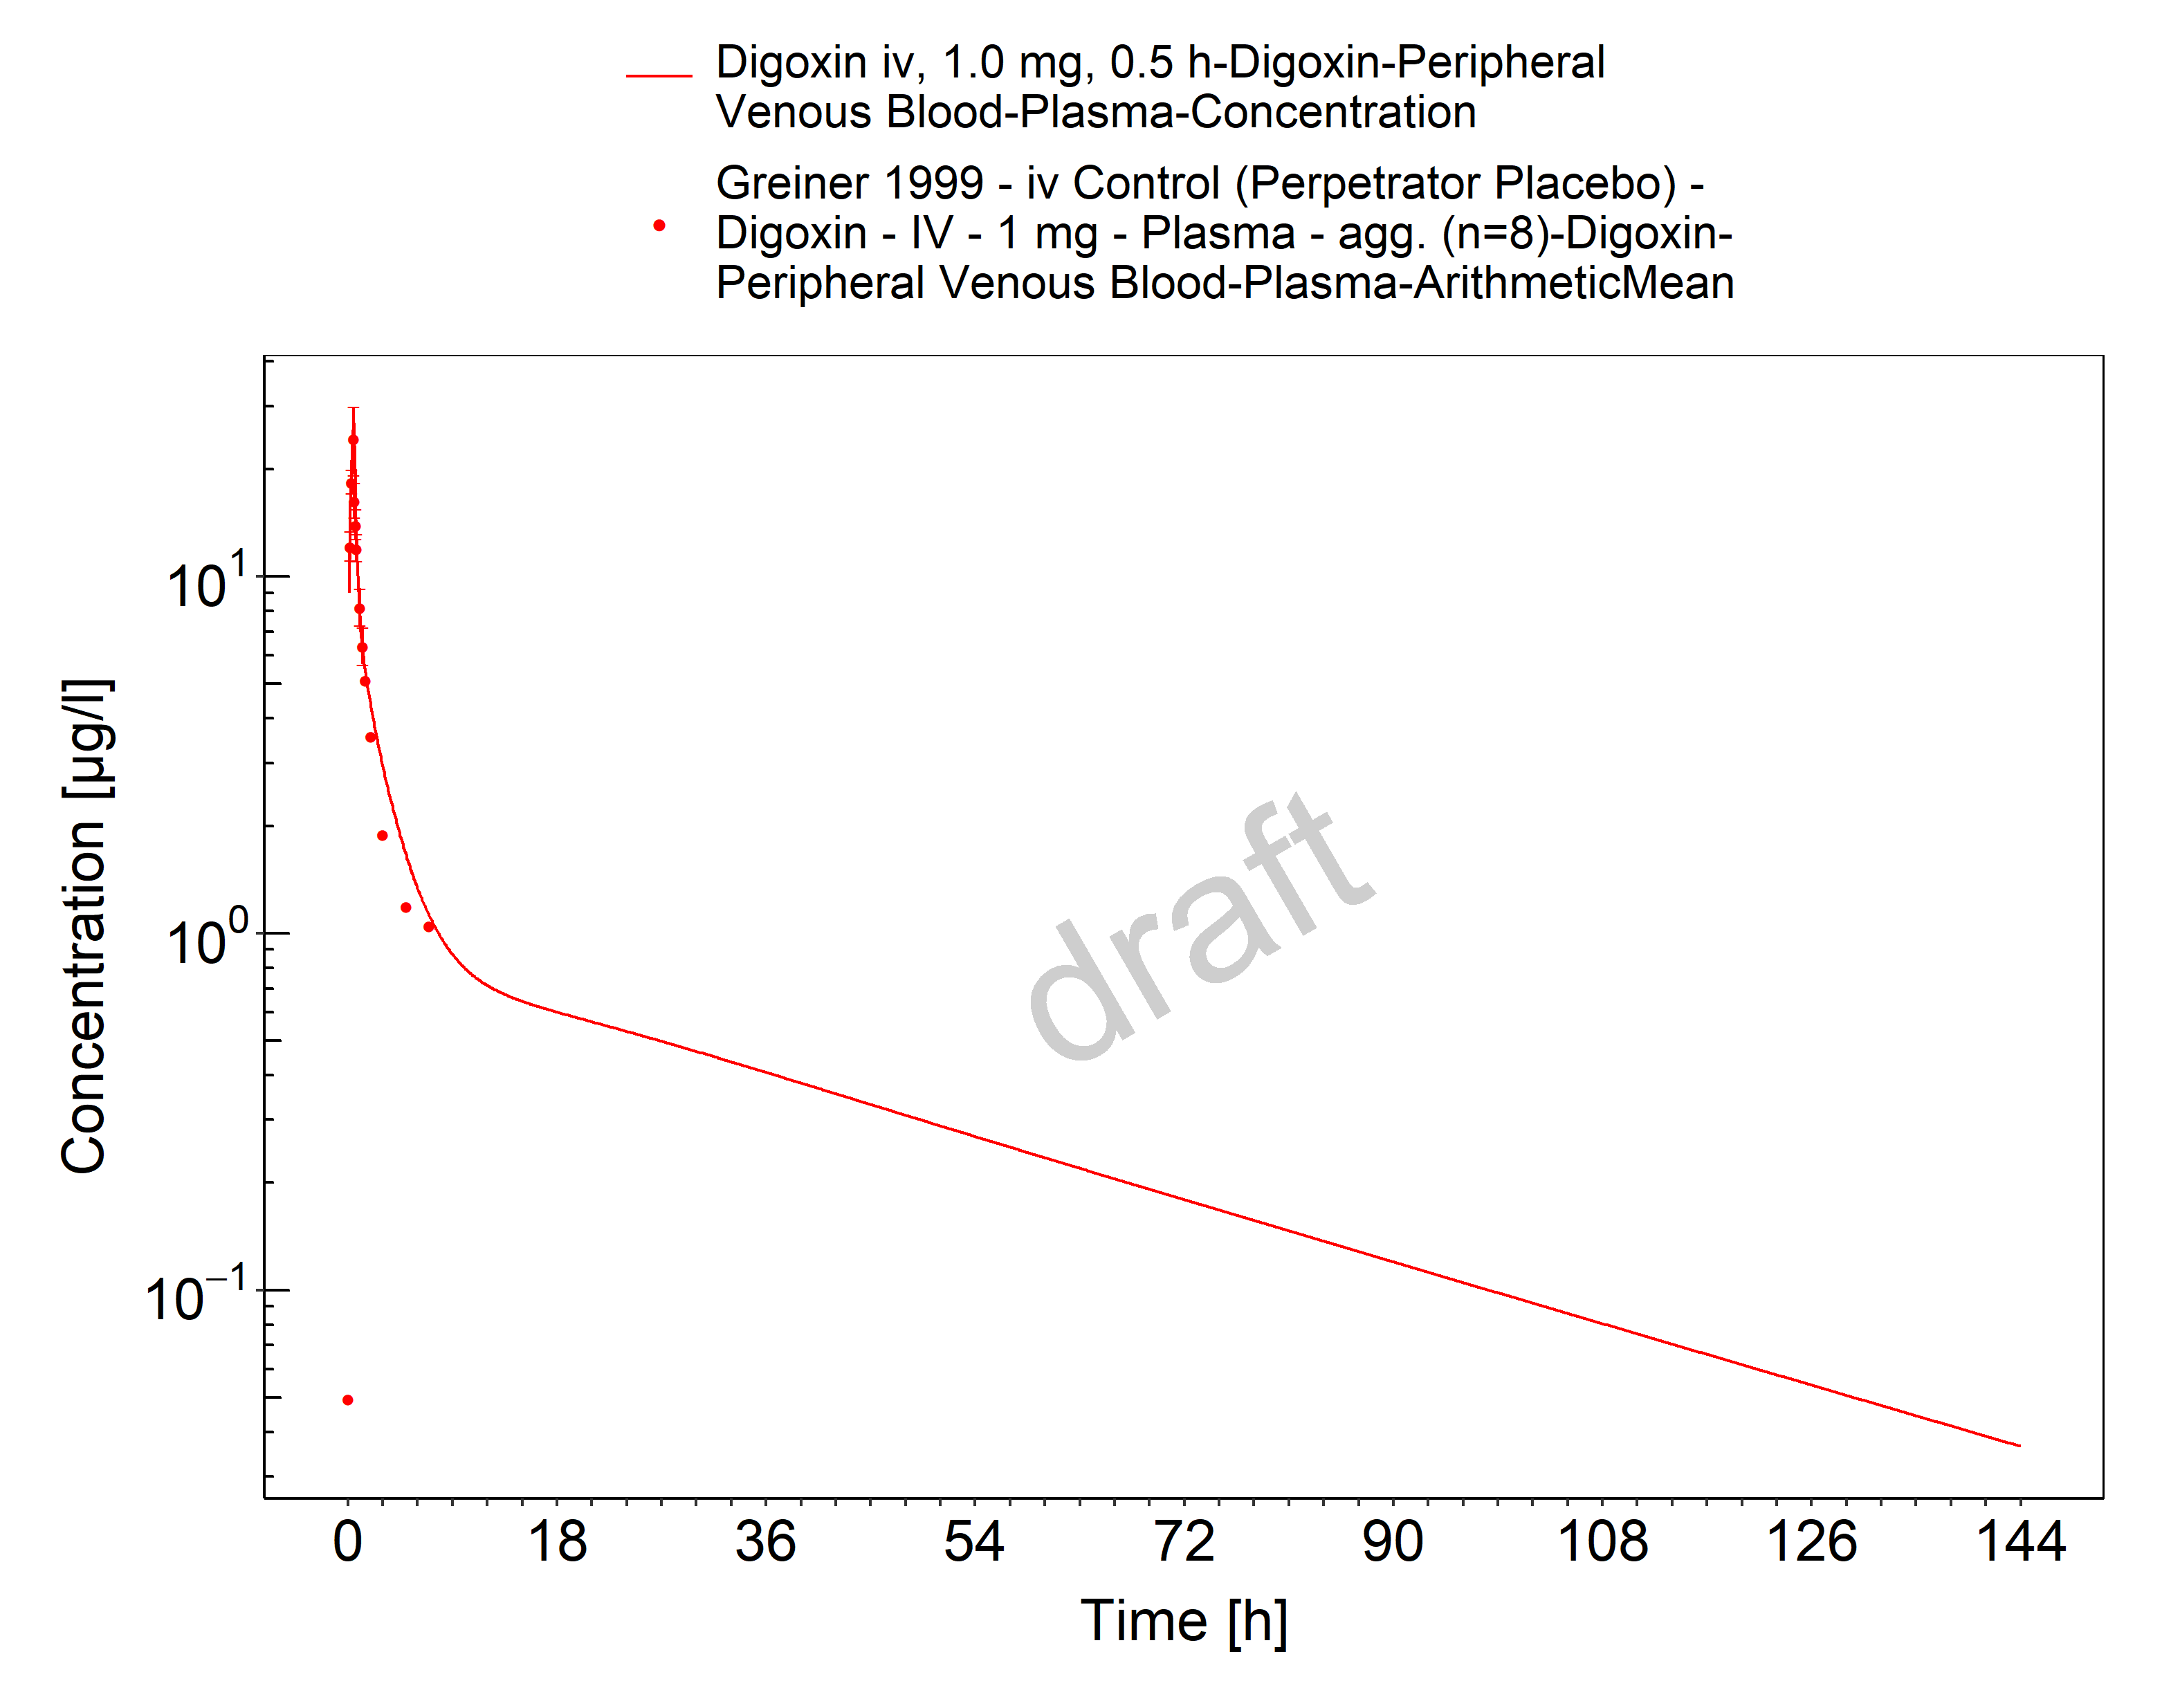 Digoxin iv, 1.0 mg, 0.5 h-Digoxin-Peripheral
Venous Blood-Plasma-Concentration
Greiner 1999 - iv Control (Perpetrator Placebo) -
Digoxin - IV - 1 mg - Plasma - agg. (n=8)-Digoxin-
Peripheral Venous Blood-Plasma-ArithmeticMean
10¹
10⁰
10⁻¹
Concentration [µg/l]
draft
0 18 36 54 72 90 108 126 144
Time [h]